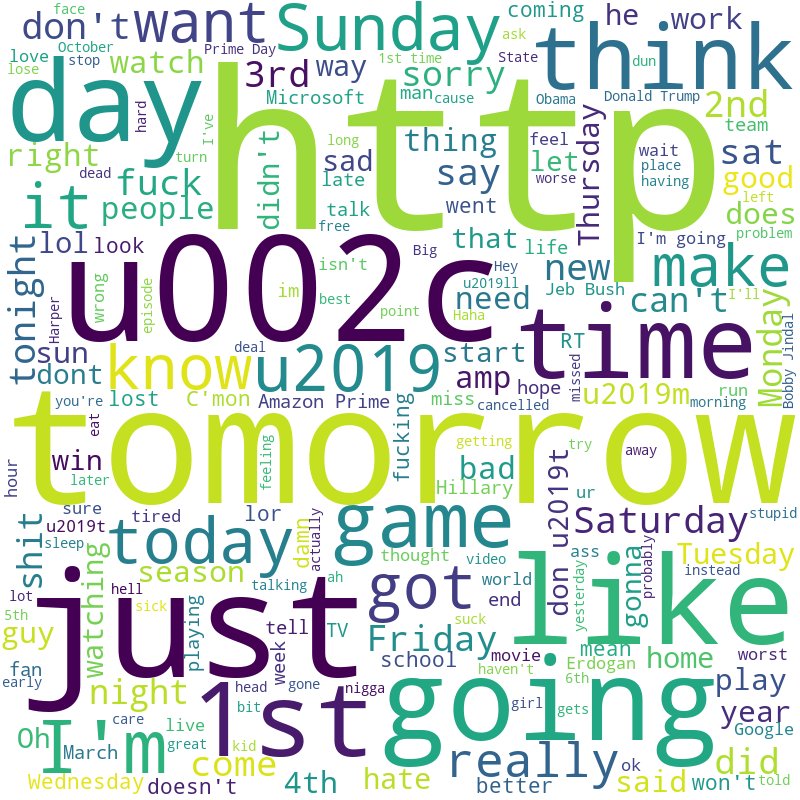 face
love
October
stop
lose
don't
want
Prime Day
Sunday
1st time
ask
coming
he
work
State
dun
think
day
http
watch
hard
I've
3rd
way
sorry
man
Microsoft
cause
Obama
Donald Trump
2nd
team
right
turn
didn't
sad
thing
let
feel
Thursday
wait
place
having
sat
good
left
dead
it
fuck
people
long
late
say
worse
talk
free
went
does
problem
I'm going
tonight
lol
look
u002c
isn't
Big
that
life
Hey
new
make
wrong
episode
im
best
u2019ll
need
Jeb Bush
can't
I'll
Monday
Bobby Jindal
Harper
point
Haha
time
sun
know
deal
u2019
start
RT
missed
run
dont
lost
C'mon
Amazon Prime
amp
miss
hope
cancelled
u2019m
morning
you're
tomorrow
eat
win
hour
later
feeling
fucking
getting
bad
try
away
Hillary
don u2019t
ur
sure
u2019t
tired
lor
damn
actually
game
Saturday
stupid
shit
sleep
today
thought
video
ass
gonna
probably
Tuesday
instead
lot
hell
Watching
season
talking
ah
just
got
world
end
yesterday
like
5th
guy
sick
playing
tell
TV
suck
Friday
mean
movie
Erdogan
home
worst
fan
early
night
week
head
gone
nigga
school
haven't
girl
6th
gets
play
care
bit
1st
going
year
Google
Oh
I'm
March
live
great
kid
come
really
ok
did
Wednesday
doesn't
4th
hate
better
said
won't
told